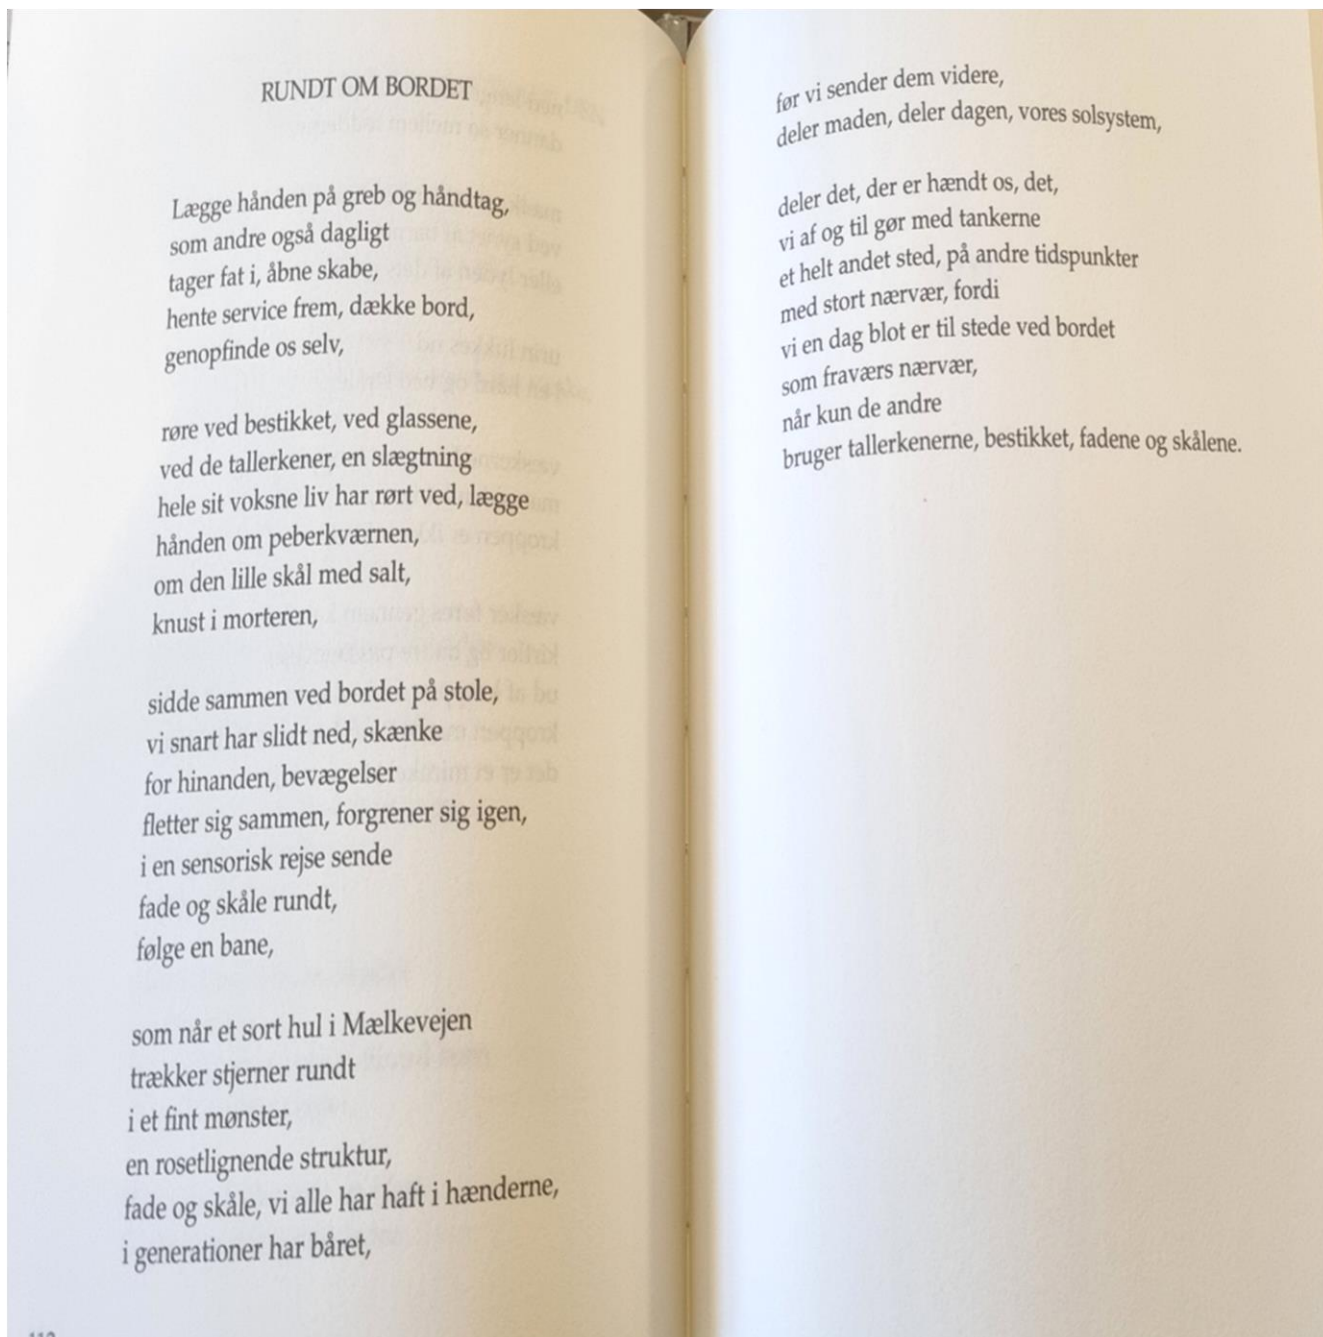 RUNDT OM BORDET
Lægge hånden på greb og håndtag,
som andre også dagligt
tager fat i, åbne skabe,
hente service frem, dække bord,
genopfinde os selv,
røre ved bestikket, ved glassene,
ved de tallerkener, en slægtning
hele sit voksne liv har rørt ved, lægge
hånden om peberkværnen,
om den lille skål med salt,
knust i morteren,
sidde sammen ved bordet på stole,
vi snart har slidt ned, skænke
for hinanden, bevægelser
fletter sig sammen, forgrener sig igen,
i en sensorisk rejse sende
fade og skåle rundt,
følge en bane,
som når et sort hul i Mælkevejen
trækker stjerner rundt
i et fint mønster,
en rosetlignende struktur,
fade og skåle, vi alle har haft i hænderne,
i generationer har båret,
før vi sender dem videre,
deler maden, deler dagen, vores solsystem,
deler det, der er hændt os, det,
vi af og til gør med tankerne
et helt andet sted, på andre tidspunkter
med stort nærvær, fordi
vi en dag blot er til stede ved bordet
som fraværs nærvær,
når kun de andre
bruger tallerkenerne, bestikket, fadene og skålene.